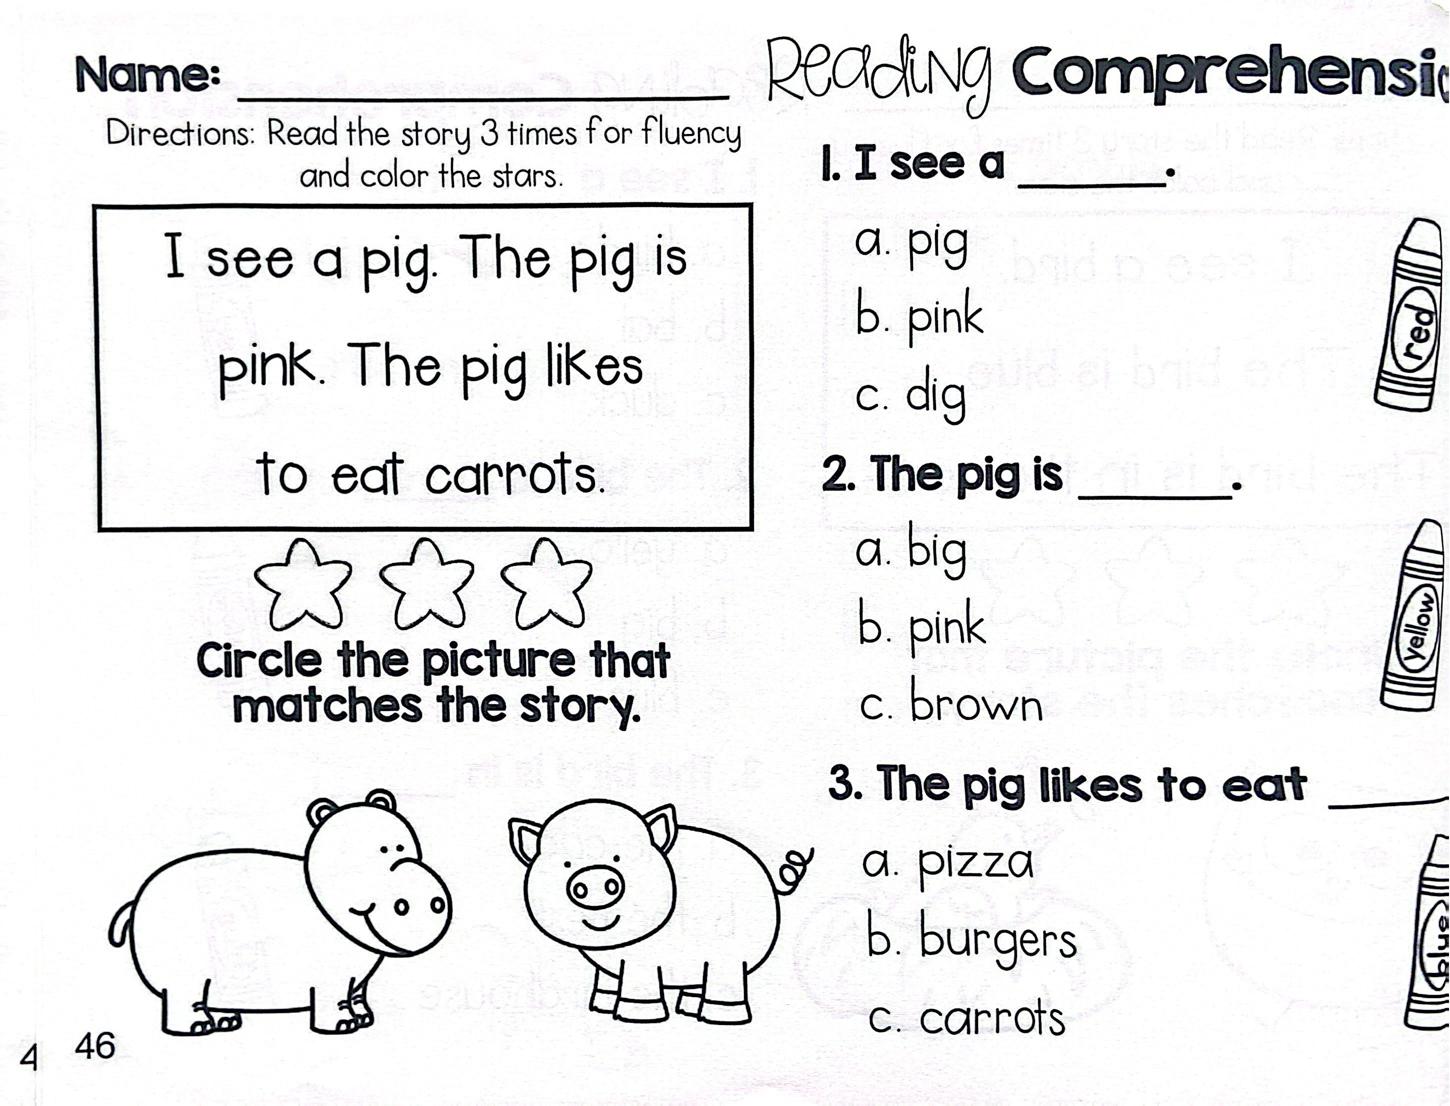 Name:
Directions: Read the story 3 times for fluency
and color the stars.
I see a pig. The pig is
pink. The pig likes
to eat carrots.
Circle the picture that
matches the story.
4 46
Reading Comprehensio
1. I see a ______.
a. pig
b. pink
c. dig
red
2. The pig is ______.
a. big
b. pink
c. brown
yellow
3. The pig likes to eat ______
a. pizza
b. burgers
c. carrots
blue